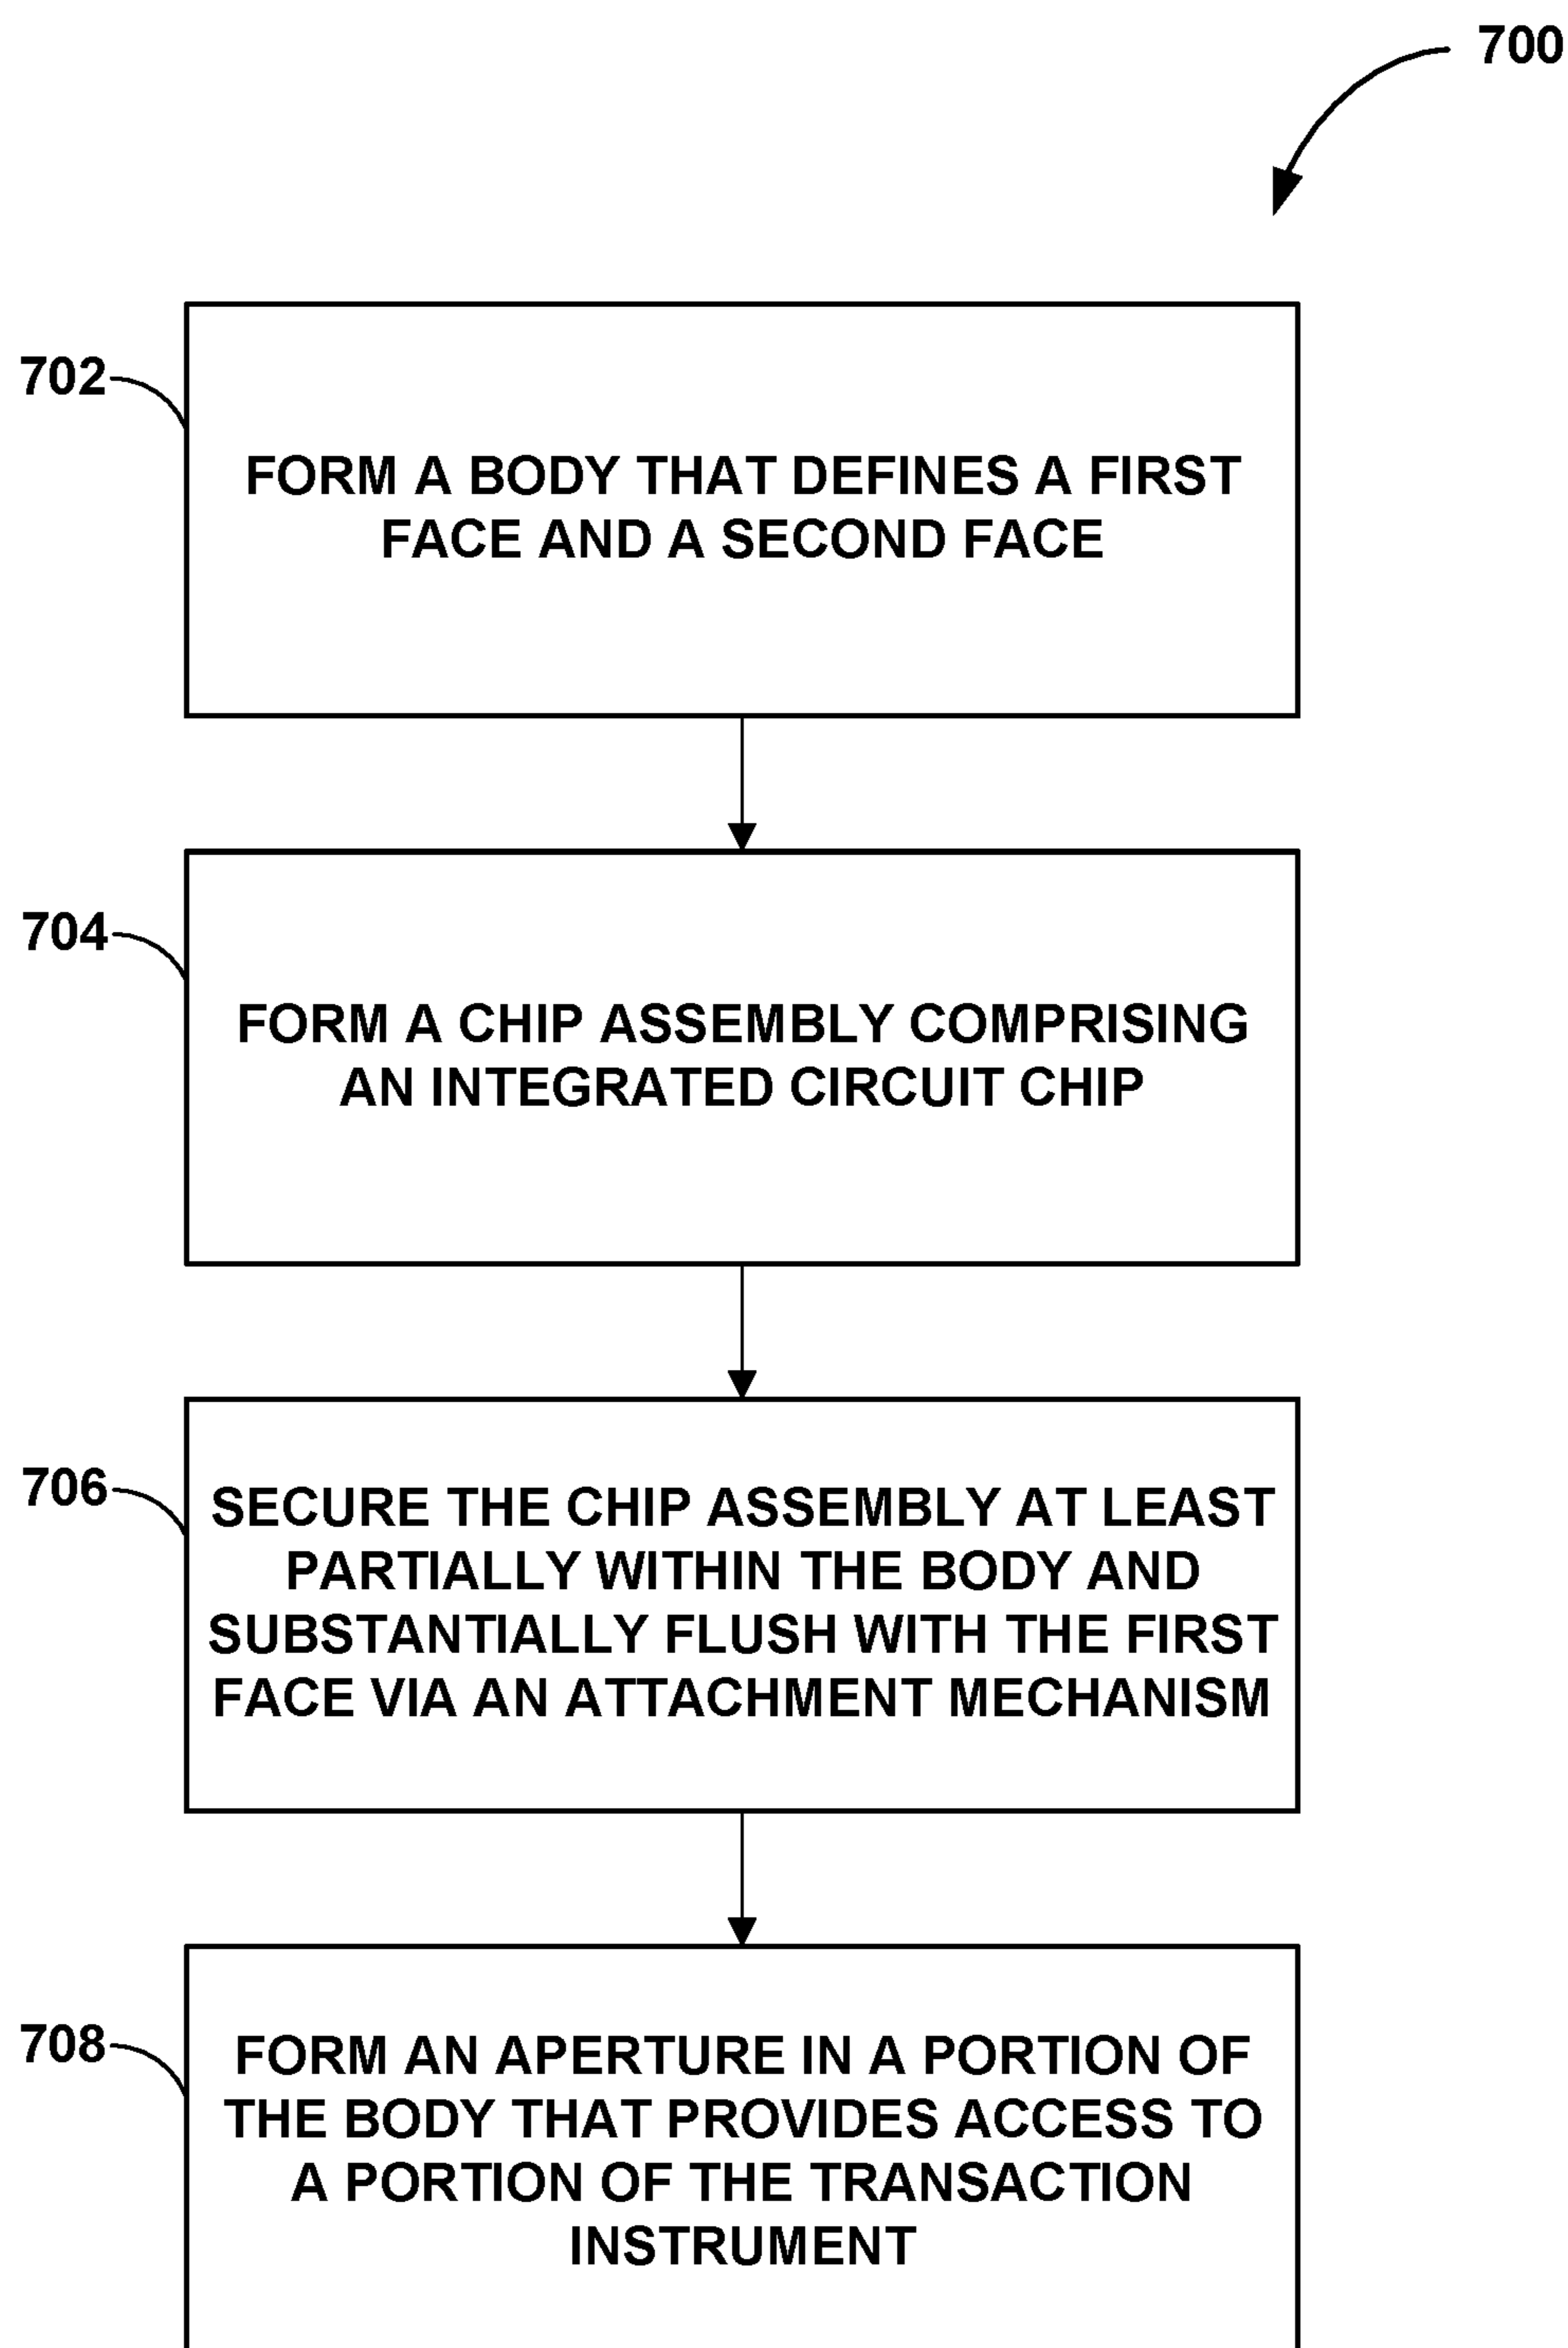 700
702
FORM A BODY THAT DEFINES A FIRST
FACE AND A SECOND FACE
704
FORM A CHIP ASSEMBLY COMPRISING
AN INTEGRATED CIRCUIT CHIP
706
SECURE THE CHIP ASSEMBLY AT LEAST
PARTIALLY WITHIN THE BODY AND
SUBSTANTIALLY FLUSH WITH THE FIRST
FACE VIA AN ATTACHMENT MECHANISM
708
FORM AN APERTURE IN A PORTION OF
THE BODY THAT PROVIDES ACCESS TO
A PORTION OF THE TRANSACTION
INSTRUMENT